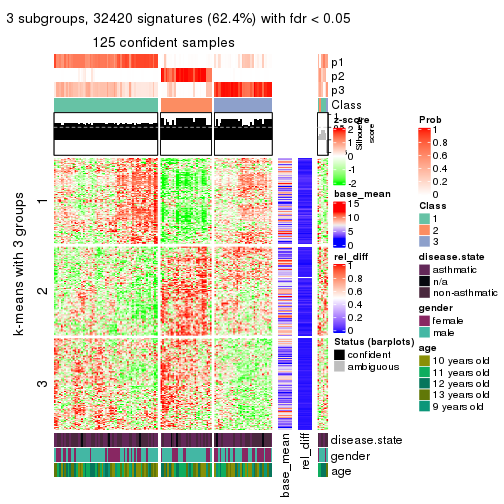 3 subgroups, 32420 signatures (62.4%) with fdr < 0.05
125 confident samples
p1
p2
p3
Class
z-score
2
1
0
-1
-2
Silhouette
score
base_mean
15
10
5
0
rel_diff
1
0.8
0.6
0.4
0.2
0
Status (barplots)
confident
ambiguous
Prob
1
0.8
0.6
0.4
0.2
0
Class
1
2
3
disease.state
asthmatic
n/a
non-asthmatic
gender
female
male
age
10 years old
11 years old
12 years old
13 years old
9 years old
k-means with 3 groups
1
2
3
disease.state
gender
age
base_mean
rel_diff